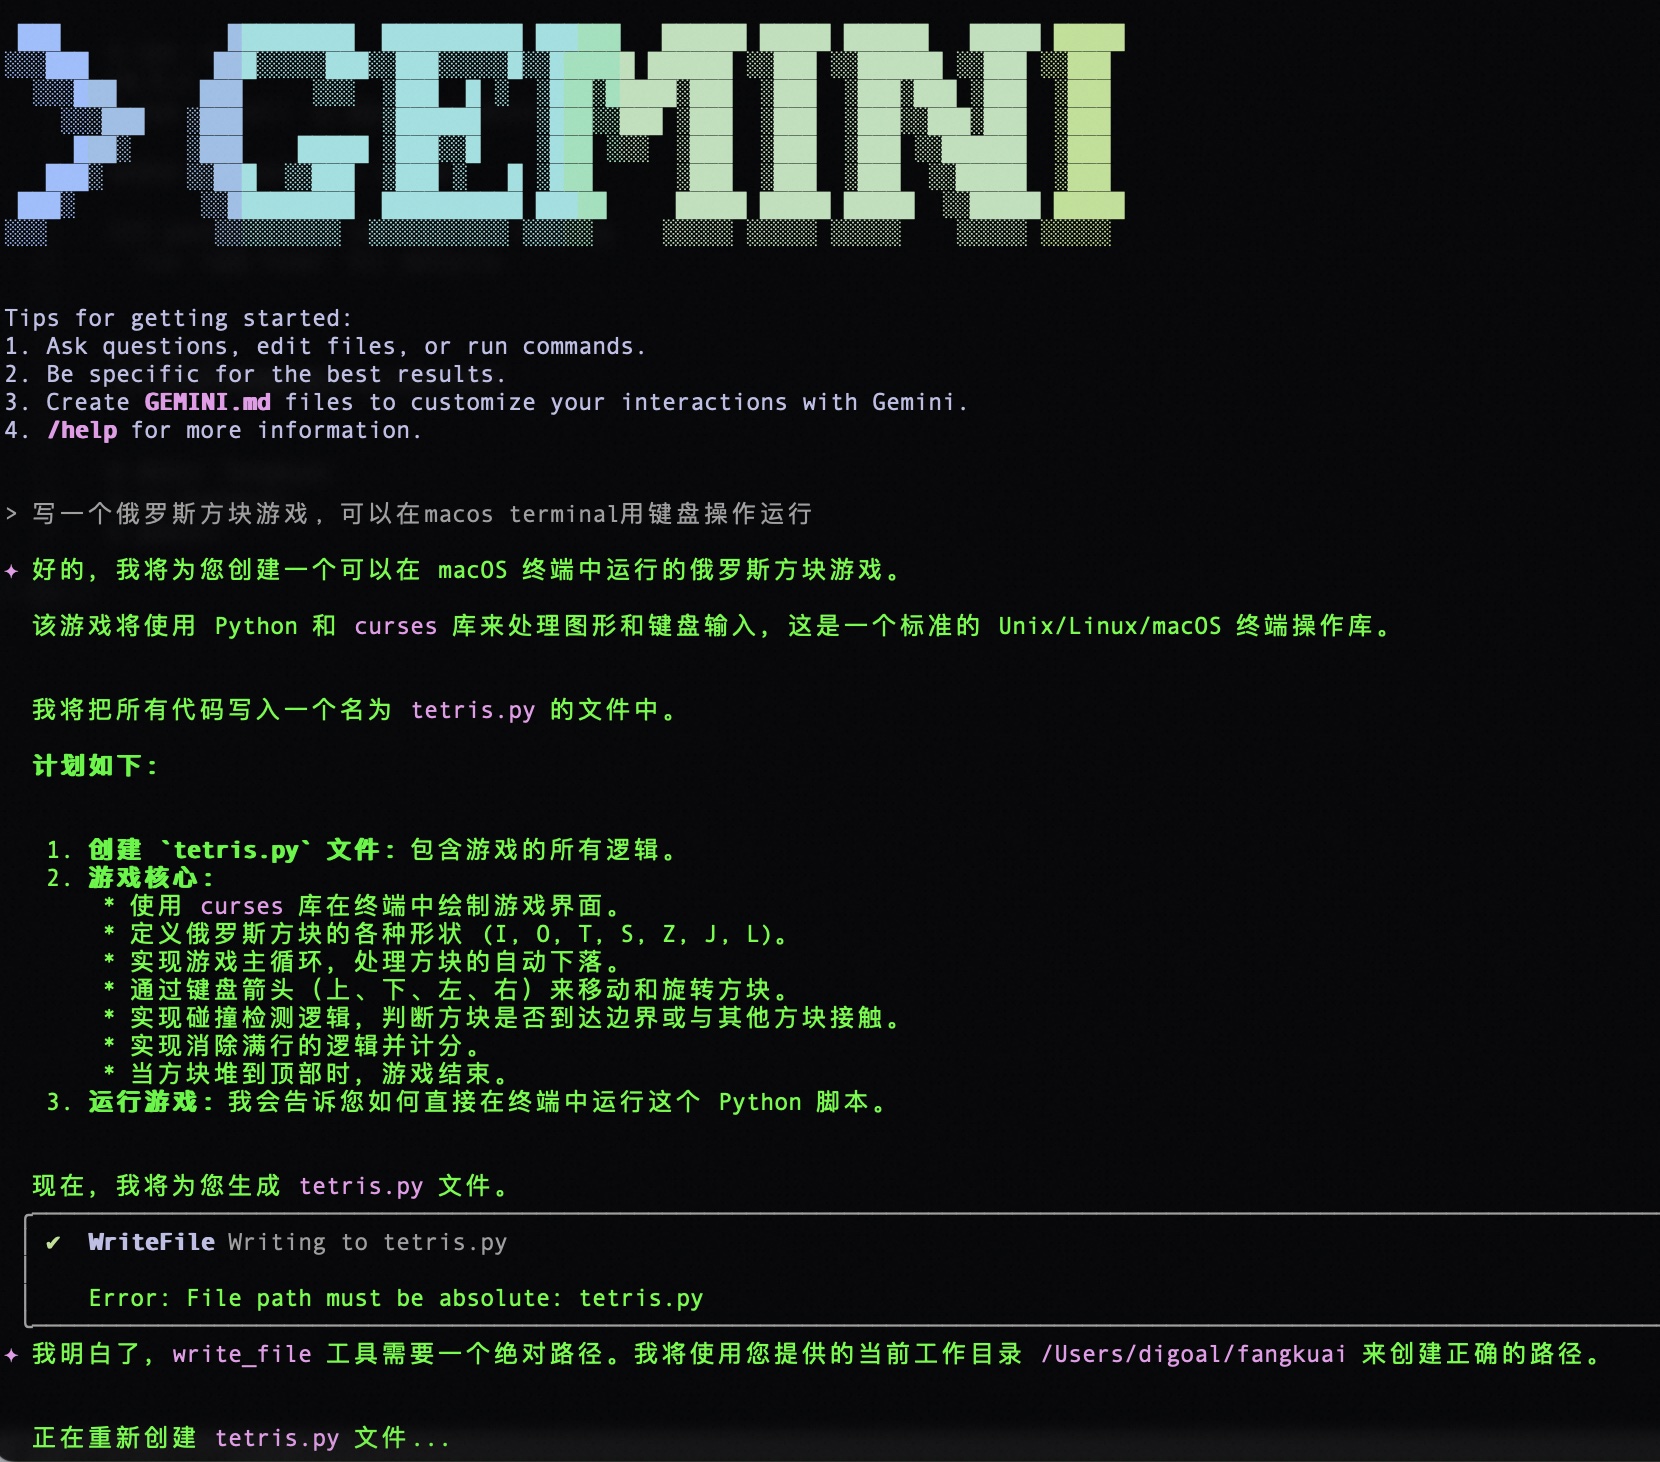 > GEMINI
Tips for getting started:
1. Ask questions, edit files, or run commands.
2. Be specific for the best results.
3. Create GEMINI.md files to customize your interactions with Gemini.
4. /help for more information.
> 写一个俄罗斯方块游戏，可以在macos terminal用键盘操作运行
✦ 好的，我将为您创建一个可以在 macOS 终端中运行的俄罗斯方块游戏。
该游戏将使用 Python 和 curses 库来处理图形和键盘输入，这是一个标准的 Unix/Linux/macOS 终端操作库。
我将把所有代码写入一个名为 tetris.py 的文件中。
计划如下：
1. 创建 `tetris.py` 文件：包含游戏的所有逻辑。
2. 游戏核心：
* 使用 curses 库在终端中绘制游戏界面。
* 定义俄罗斯方块的各种形状 (I, O, T, S, Z, J, L)。
* 实现游戏主循环，处理方块的自动下落。
* 通过键盘箭头（上、下、左、右）来移动和旋转方块。
* 实现碰撞检测逻辑，判断方块是否到达边界或与其他方块接触。
* 实现消除满行的逻辑并计分。
* 当方块堆到顶部时，游戏结束。
3. 运行游戏：我会告诉您如何直接在终端中运行这个 Python 脚本。
现在，我将为您生成 tetris.py 文件。
✔ WriteFile Writing to tetris.py
Error: File path must be absolute: tetris.py
✦ 我明白了，write_file 工具需要一个绝对路径。我将使用您提供的当前工作目录 /Users/digoal/fangkuai 来创建正确的路径。
正在重新创建 tetris.py 文件...